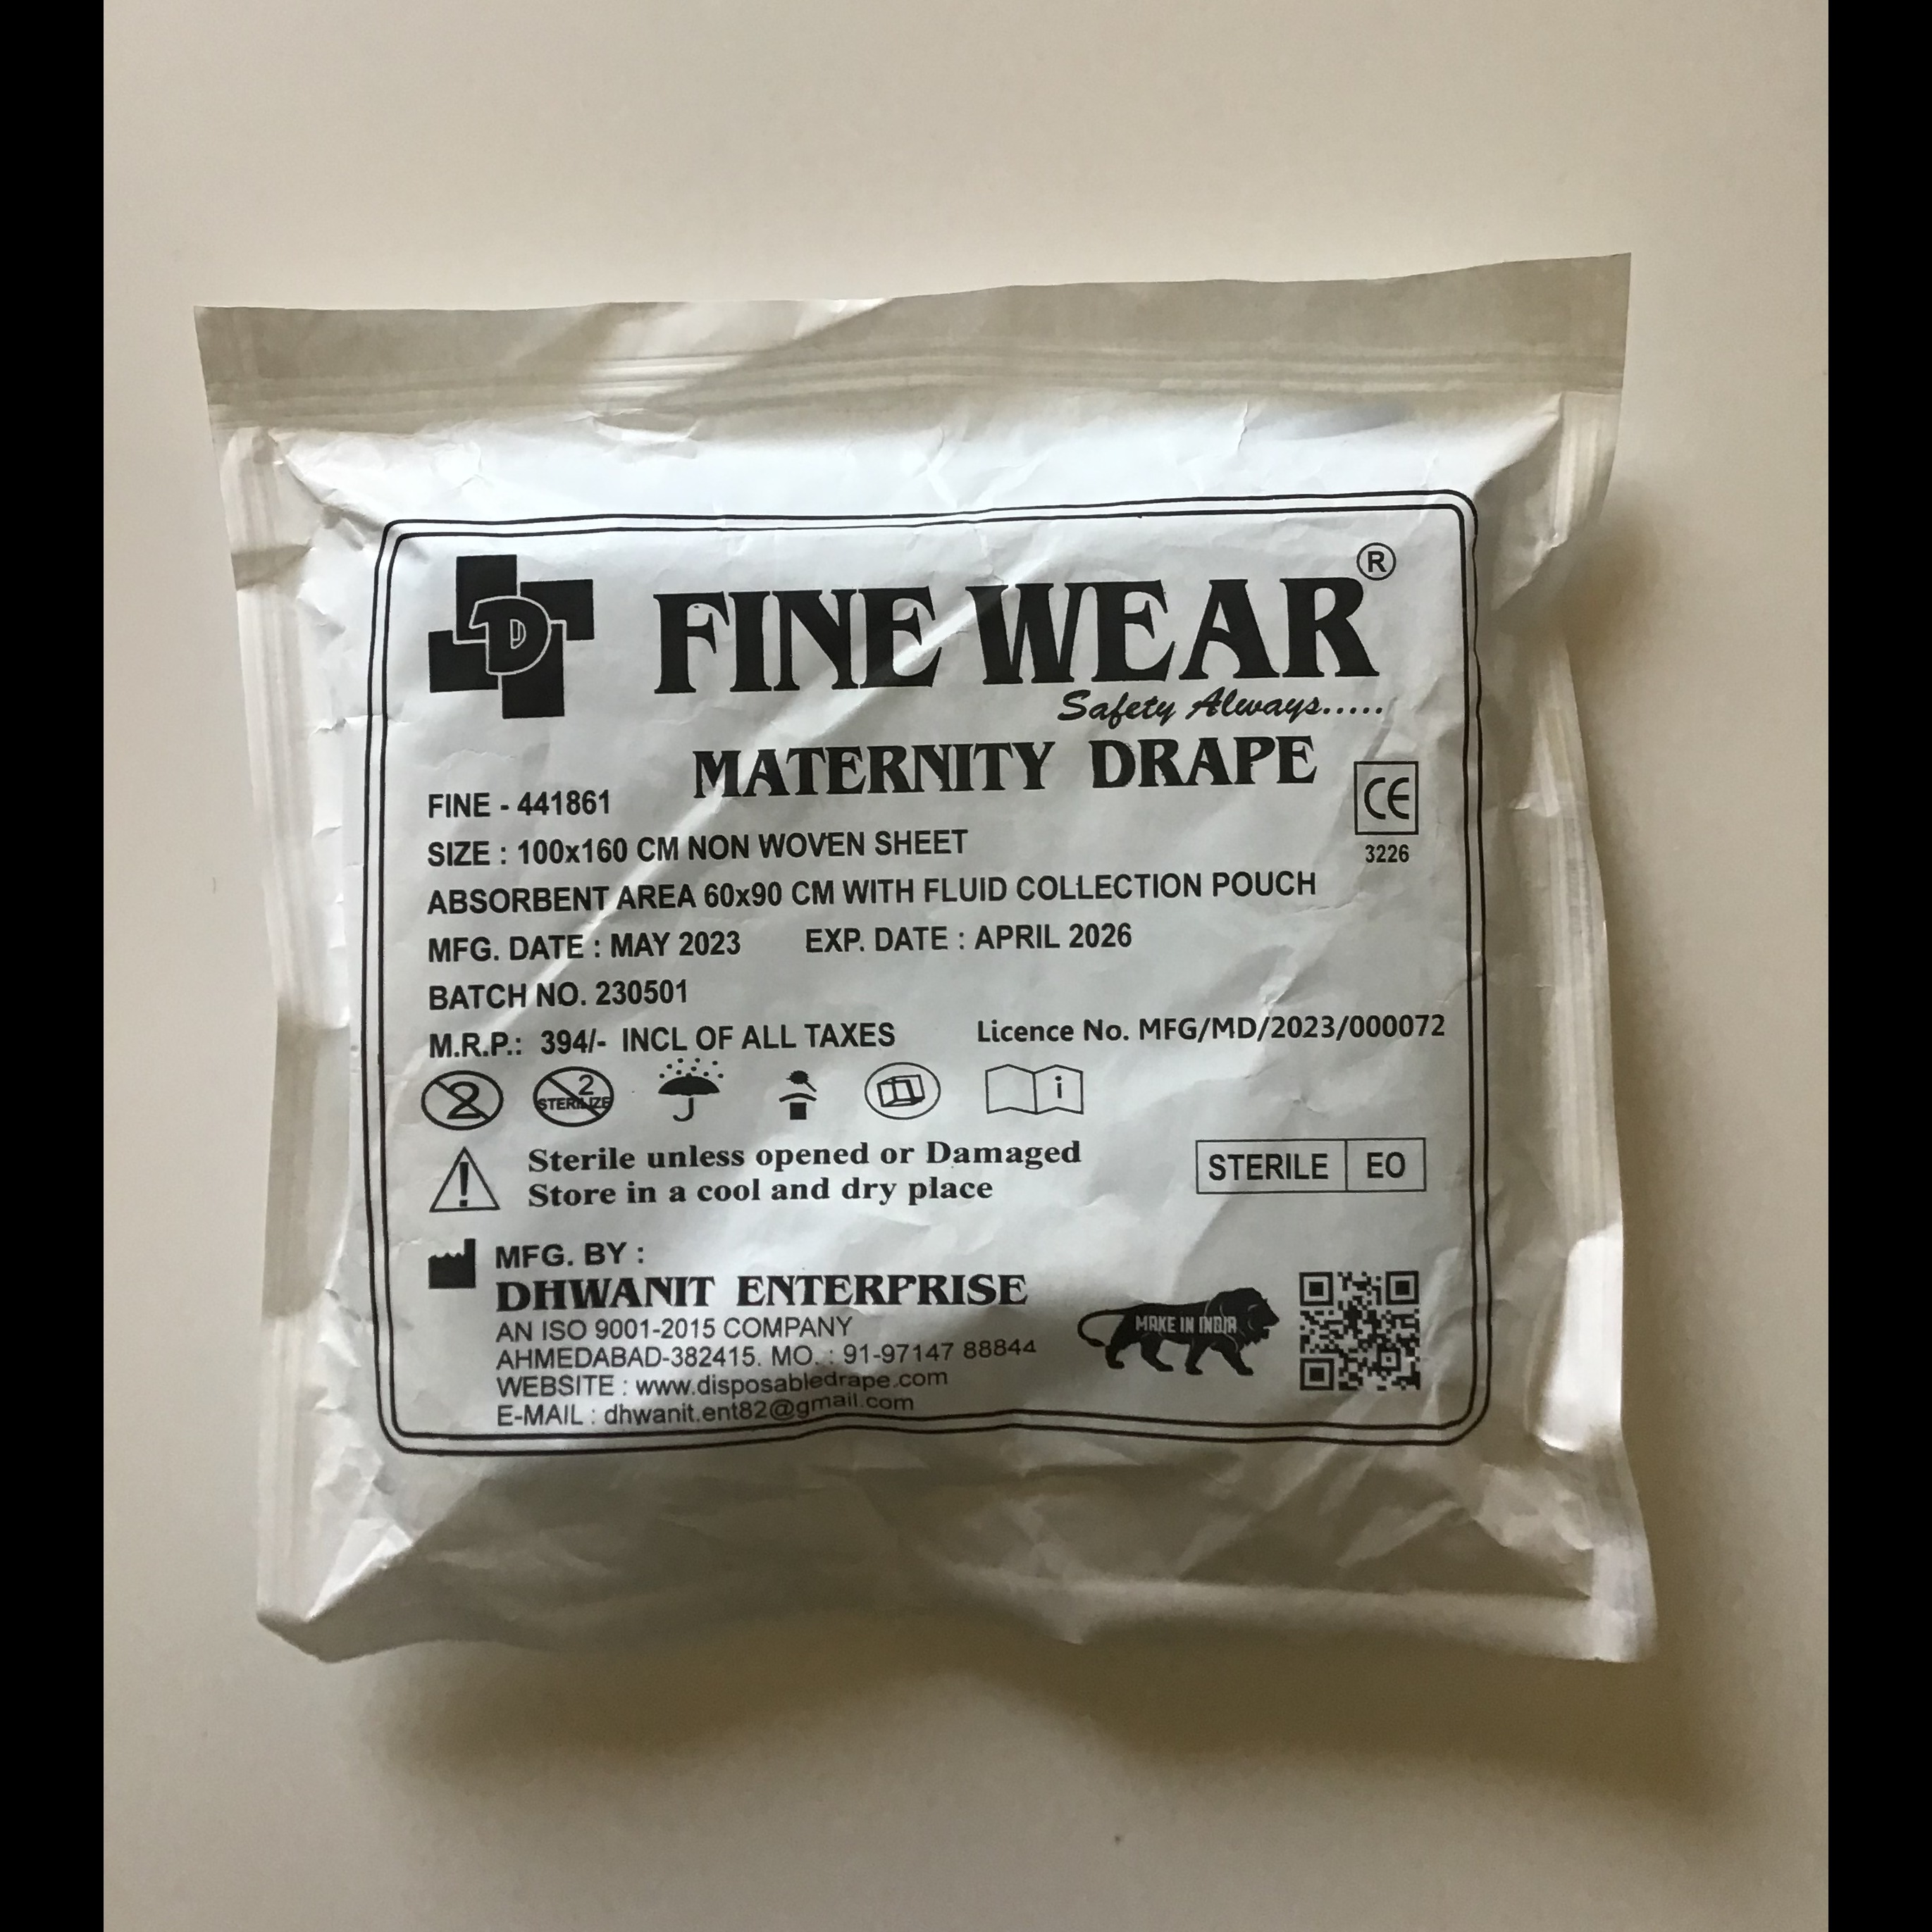 D
FINE WEAR®
Safety Always.....
MATERNITY DRAPE
FINE - 441861
CE
SIZE : 100x160 CM NON WOVEN SHEET
3226
ABSORBENT AREA 60x90 CM WITH FLUID COLLECTION POUCH
MFG. DATE : MAY 2023 EXP. DATE : APRIL 2026
BATCH NO. 230501
M.R.P.: 394/- INCL OF ALL TAXES Licence No. MFG/MD/2023/000072
2
2
STERILIZE
i
! Sterile unless opened or Damaged
Store in a cool and dry place
STERILE EO
MFG. BY :
DHWANIT ENTERPRISE
AN ISO 9001-2015 COMPANY
AHMEDABAD-382415. MO. : 91-97147 88844
WEBSITE : www.disposabledrape.com
E-MAIL : dhwanit.ent82@gmail.com
MAKE IN INDIA